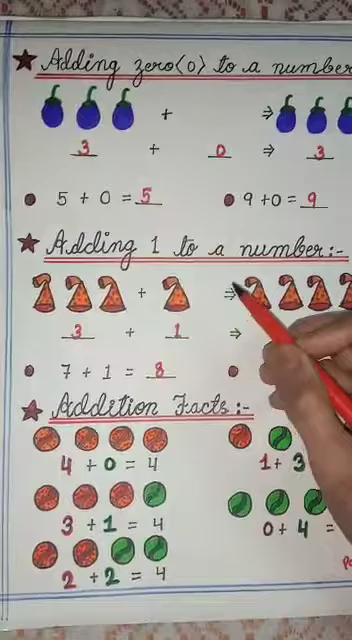 Adding zero(0) to a number
+ ⇒
3 + 0 ⇒ 3
5 + 0 = 5 9 + 0 = 9
Adding 1 to a number:-
+ ⇒
3 + 1 ⇒
7 + 1 = 8
Addition Facts:-
4 + 0 = 4 1 + 3
3 + 1 = 4 0 + 4 =
2 + 2 = 4